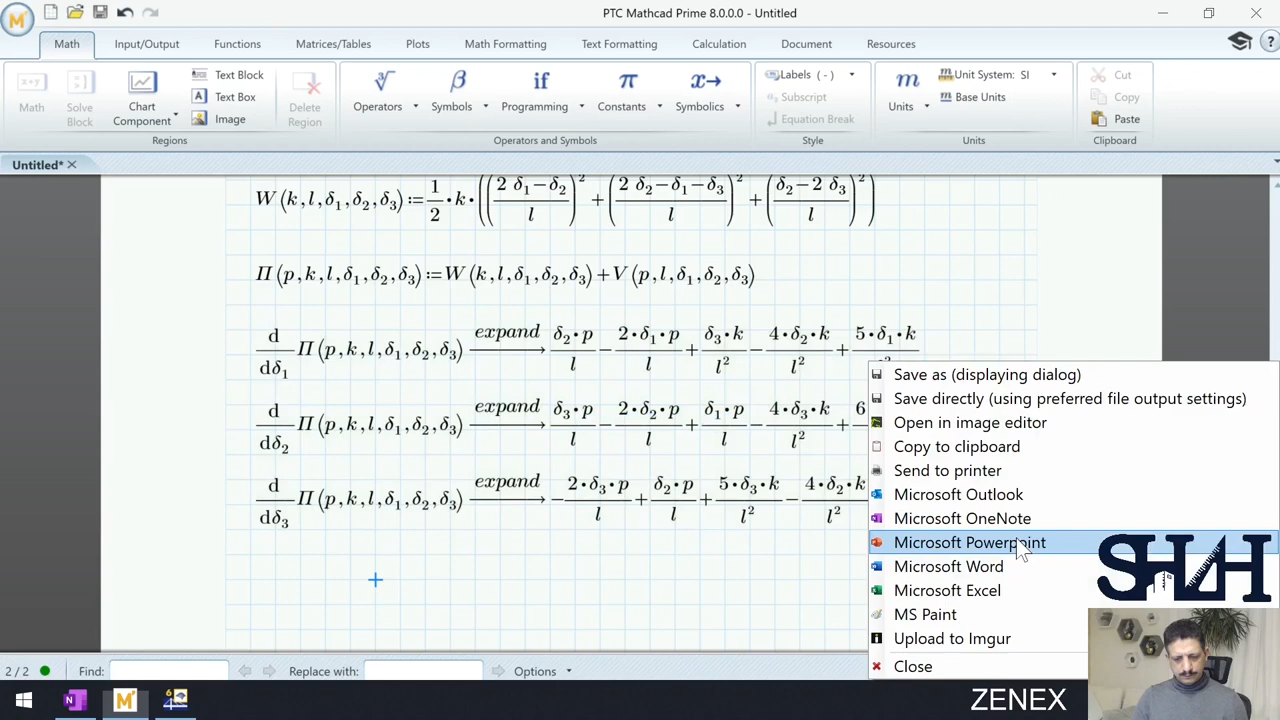 PTC Mathcad Prime 8.0.0.0 - Untitled
Math Input/Output Functions Matrices/Tables Plots Math Formatting Text Formatting Calculation Document Resources
Math Solve Block Chart Component Text Block Text Box Image Delete Region
Operators Symbols Programming Constants Symbolics
Labels ( - ) Subscript Equation Break
Units Unit System: SI Base Units
Cut Copy Paste
Regions Operators and Symbols Style Units Clipboard
Untitled*
W(k,l,δ₁,δ₂,δ₃):=1/2·k·(((2 δ₁−δ₂)/l)²+((2 δ₂−δ₁−δ₃)/l)²+((δ₂−2 δ₃)/l)²)
Π(p,k,l,δ₁,δ₂,δ₃):=W(k,l,δ₁,δ₂,δ₃)+V(p,l,δ₁,δ₂,δ₃)
d/dδ₁ Π(p,k,l,δ₁,δ₂,δ₃) expand → δ₂·p/l − 2·δ₁·p/l + δ₃·k/l² − 4·δ₂·k/l² + 5·δ₁·k
d/dδ₂ Π(p,k,l,δ₁,δ₂,δ₃) expand → δ₃·p/l − 2·δ₂·p/l + δ₁·p/l − 4·δ₃·k/l² + 6
d/dδ₃ Π(p,k,l,δ₁,δ₂,δ₃) expand → − 2·δ₃·p/l + δ₂·p/l + 5·δ₃·k/l² − 4·δ₂·k/l²
Save as (displaying dialog)
Save directly (using preferred file output settings)
Open in image editor
Copy to clipboard
Send to printer
Microsoft Outlook
Microsoft OneNote
Microsoft Powerpoint
Microsoft Word
Microsoft Excel
MS Paint
Upload to Imgur
Close
2 / 2 Find: Replace with: Options
ZENEX